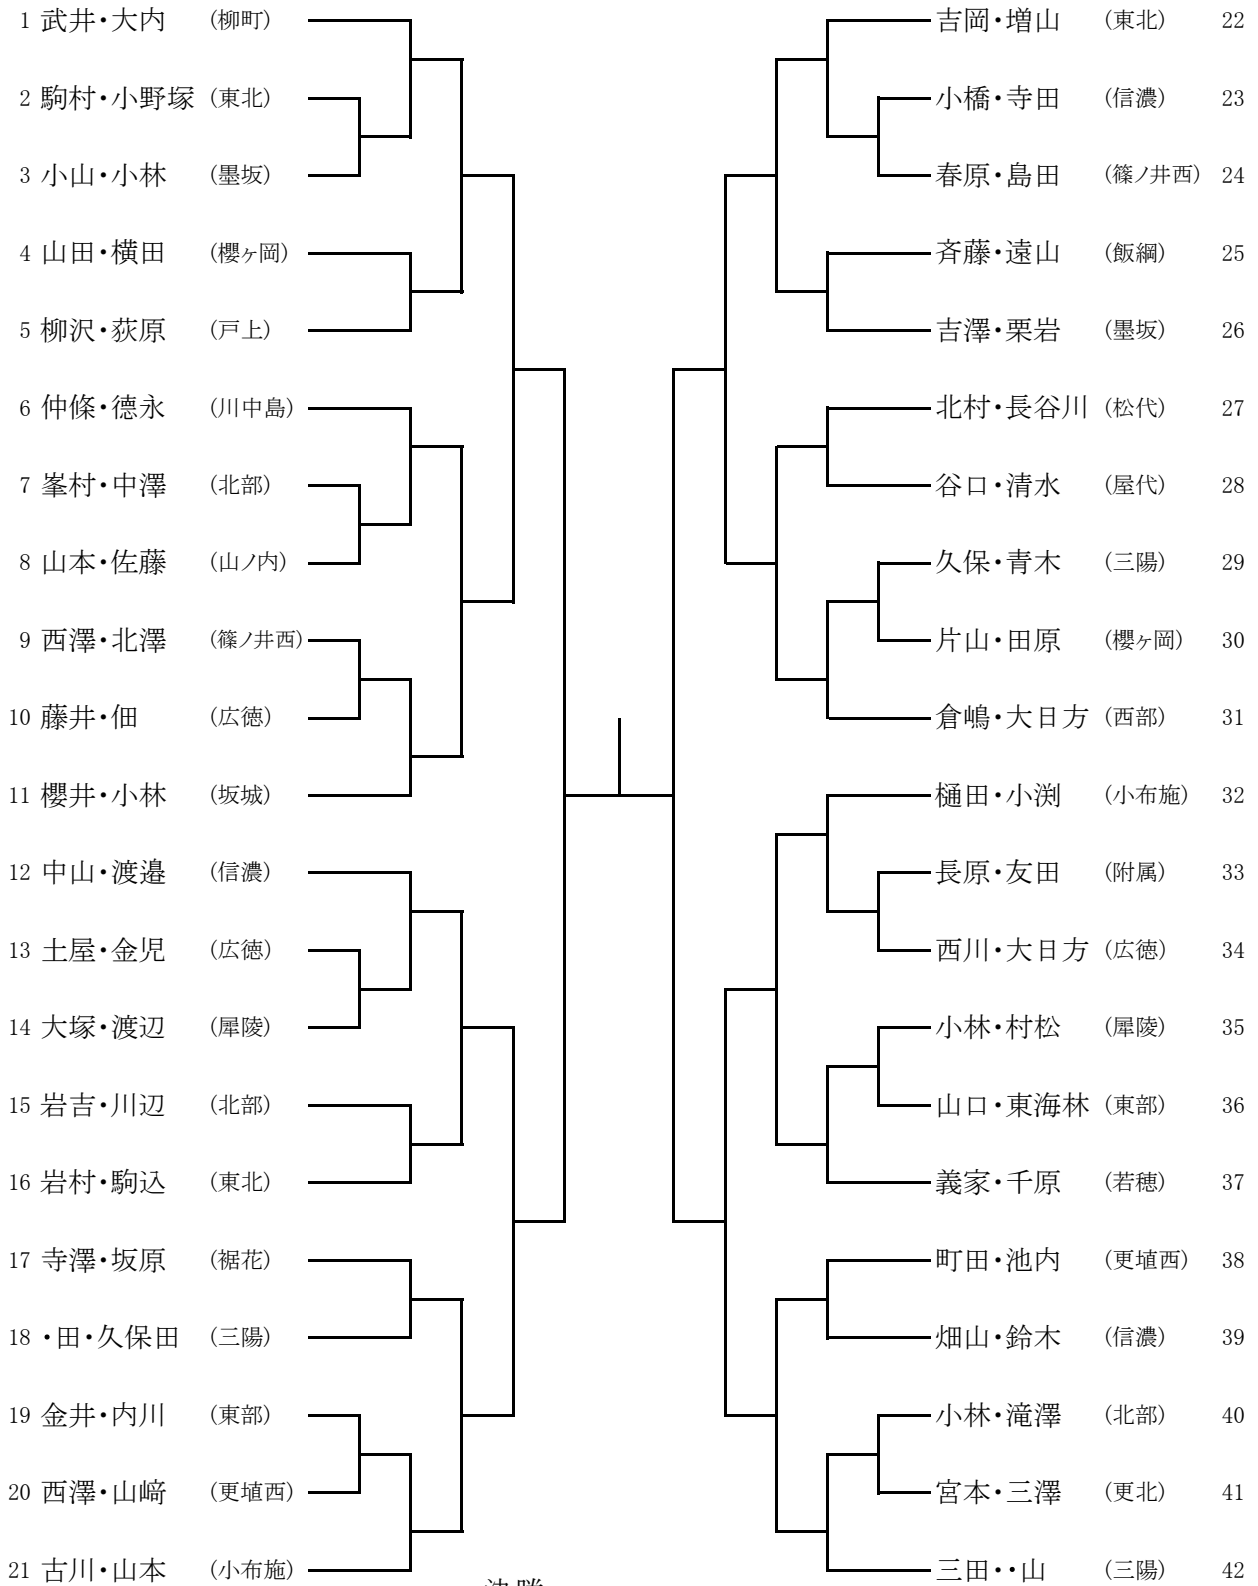 1 武井・大内 (柳町)
2 駒村・小野塚 (東北)
3 小山・小林 (墨坂)
4 山田・横田 (櫻ヶ岡)
5 柳沢・荻原 (戸上)
6 仲條・德永 (川中島)
7 峯村・中澤 (北部)
8 山本・佐藤 (山ノ内)
9 西澤・北澤 (篠ノ井西)
10 藤井・佃 (広徳)
11 櫻井・小林 (坂城)
12 中山・渡邉 (信濃)
13 土屋・金児 (広徳)
14 大塚・渡辺 (犀陵)
15 岩吉・川辺 (北部)
16 岩村・駒込 (東北)
17 寺澤・坂原 (裾花)
18 ・田・久保田 (三陽)
19 金井・内川 (東部)
20 西澤・山﨑 (更埴西)
21 古川・山本 (小布施)
吉岡・増山 (東北) 22
小橋・寺田 (信濃) 23
春原・島田 (篠ノ井西) 24
斉藤・遠山 (飯綱) 25
吉澤・栗岩 (墨坂) 26
北村・長谷川 (松代) 27
谷口・清水 (屋代) 28
久保・青木 (三陽) 29
片山・田原 (櫻ヶ岡) 30
倉嶋・大日方 (西部) 31
樋田・小渕 (小布施) 32
長原・友田 (附属) 33
西川・大日方 (広徳) 34
小林・村松 (犀陵) 35
山口・東海林 (東部) 36
義家・千原 (若穂) 37
町田・池内 (更埴西) 38
畑山・鈴木 (信濃) 39
小林・滝澤 (北部) 40
宮本・三澤 (更北) 41
三田・・山 (三陽) 42
決勝